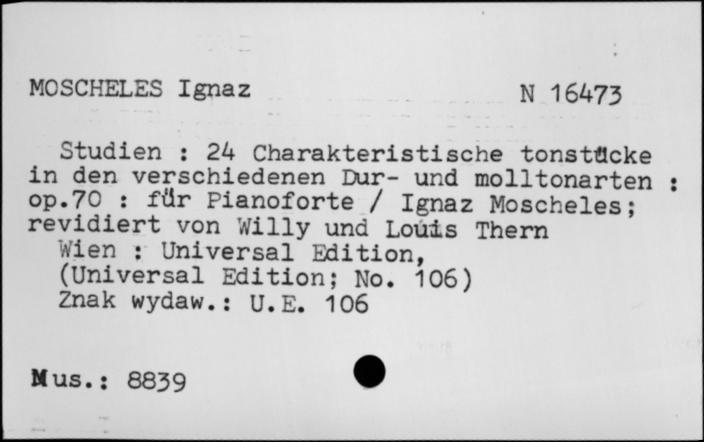 MOSCHELES Ignaz
N 16473
Studien : 24 Charakteristische tonstücke
in den verschiedenen Dur- und molltonarten :
op.70 : für Pianoforte / Ignaz Moscheles;
revidiert von Willy und Louis Thern
Wien : Universal Edition,
(Universal Edition; No. 106)
Znak wydaw.: U.E. 106
Mus.: 8839